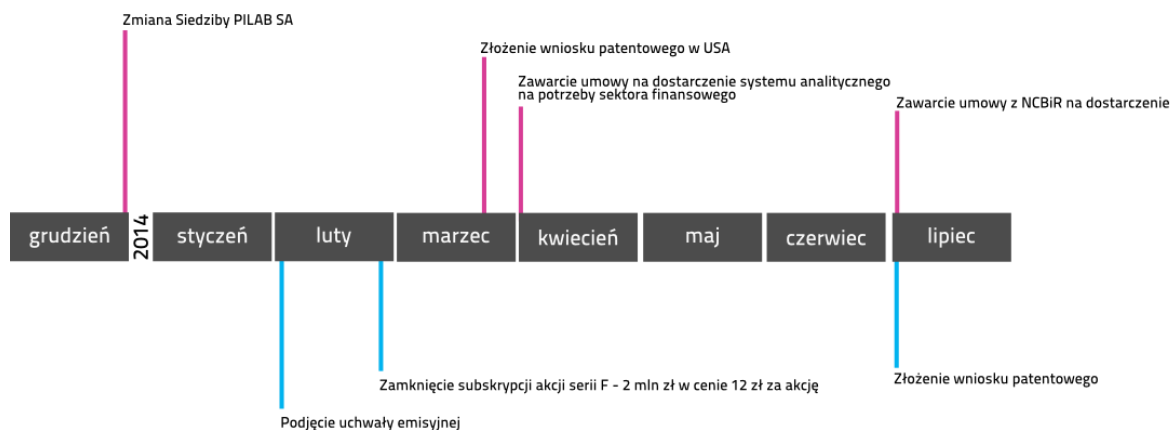 Zmiana Siedziby PILAB SA
Złożenie wniosku patentowego w USA
Zawarcie umowy na dostarczenie systemu analitycznego
na potrzeby sektora finansowego
Zawarcie umowy z NCBiR na dostarczenie
grudzień
2014
styczeń
luty
marzec
kwiecień
maj
czerwiec
lipiec
Zamknięcie subskrypcji akcji serii F - 2 mln zł w cenie 12 zł za akcję
Złożenie wniosku patentowego
Podjęcie uchwały emisyjnej